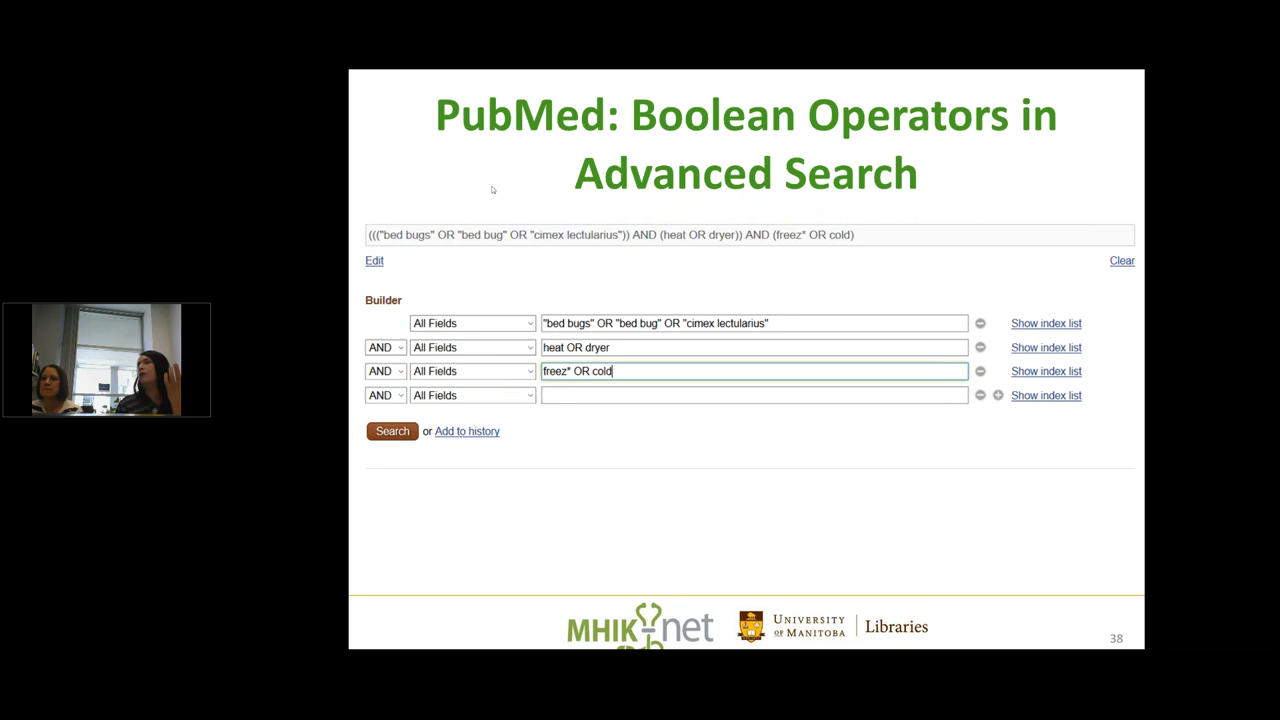 PubMed: Boolean Operators in
Advanced Search
((("bed bugs" OR "bed bug" OR "cimex lectularius")) AND (heat OR dryer)) AND (freez* OR cold)
Edit Clear
Builder
All Fields "bed bugs" OR "bed bug" OR "cimex lectularius" Show index list
AND All Fields heat OR dryer Show index list
AND All Fields freez* OR cold Show index list
AND All Fields Show index list
Search or Add to history
MHIKnet UNIVERSITY OF MANITOBA Libraries
38